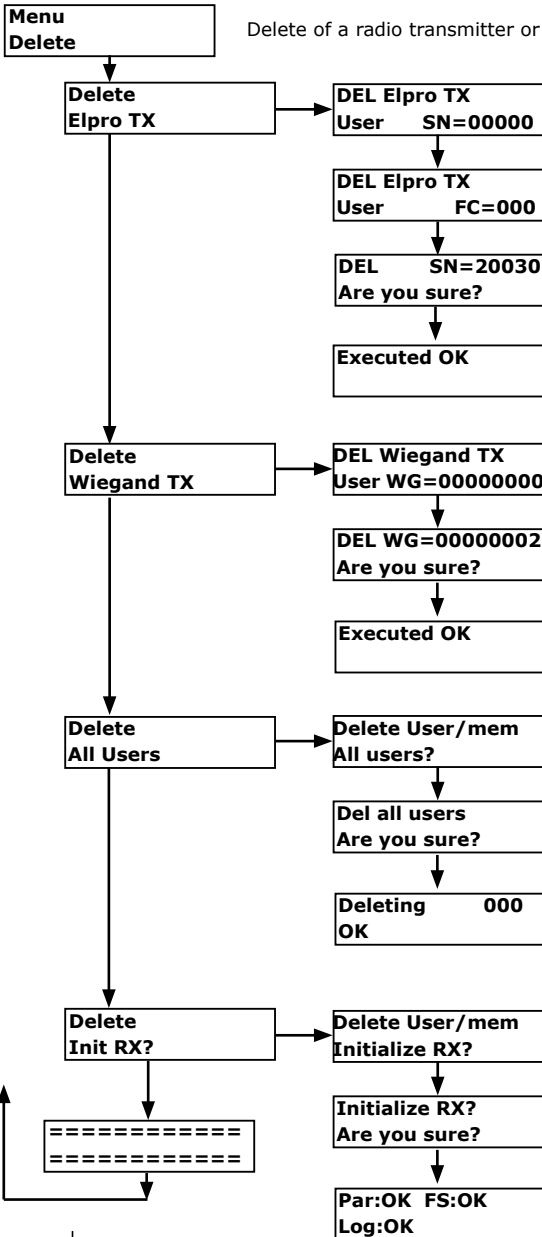 Menu
Delete
Delete of a radio transmitter or
Delete
Elpro TX
DEL Elpro TX
User SN=00000
DEL Elpro TX
User FC=000
DEL SN=20030
Are you sure?
Executed OK
Delete
Wiegand TX
DEL Wiegand TX
User WG=00000000
DEL WG=00000002
Are you sure?
Executed OK
Delete
All Users
Delete User/mem
All users?
Del all users
Are you sure?
Deleting 000
OK
Delete
Init RX?
Delete User/mem
Initialize RX?
============
============
Initialize RX?
Are you sure?
Par:OK FS:OK
Log:OK